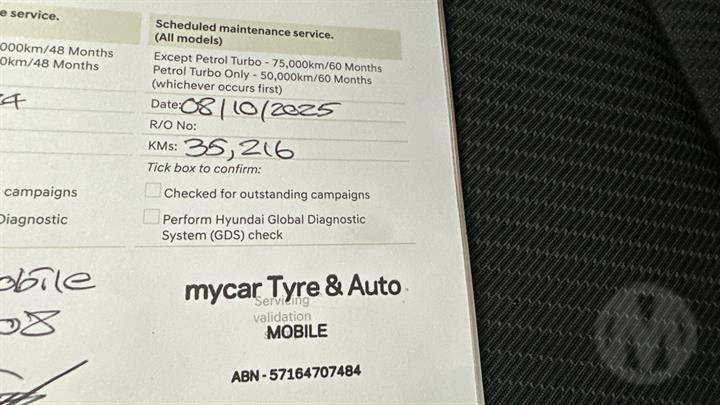 e service.
000km/48 Months
0km/48 Months
campaigns
Diagnostic
obile
08
Scheduled maintenance service.
(All models)
Except Petrol Turbo - 75,000km/60 Months
Petrol Turbo Only - 50,000km/60 Months
(whichever occurs first)
Date: 08/10/2025
R/O No:
KMs: 35,216
Tick box to confirm:
Checked for outstanding campaigns
Perform Hyundai Global Diagnostic
System (GDS) check
mycar Tyre & Auto
Servicing
validation
MOBILE
ABN - 57164707484
M